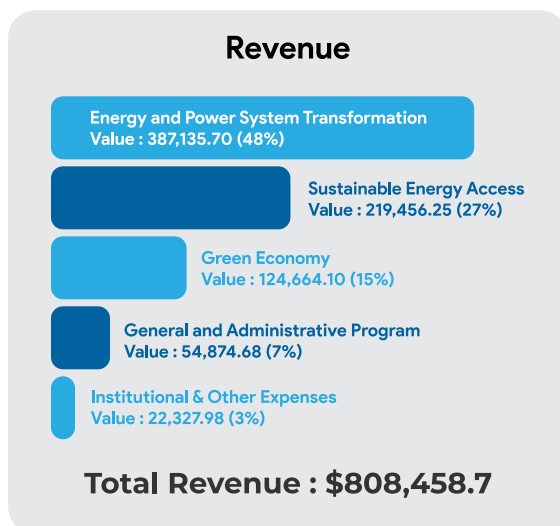 Revenue
Energy and Power System Transformation
Value : 387,135.70 (48%)
Sustainable Energy Access
Value : 219,456.25 (27%)
Green Economy
Value : 124,664.10 (15%)
General and Administrative Program
Value : 54,874.68 (7%)
Institutional & Other Expenses
Value : 22,327.98 (3%)
Total Revenue : $808,458.7